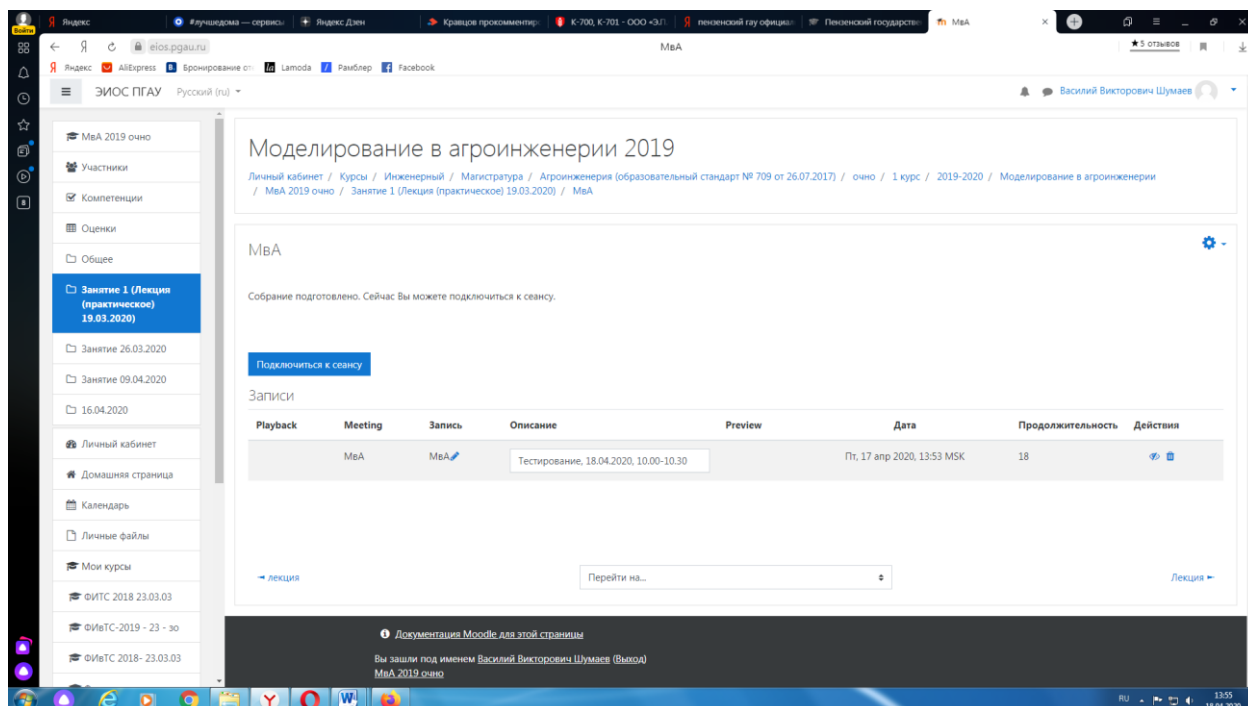 Яндекс
#лучшедома — сервисы
Яндекс Дзен
Кравцов прокомментир
К-700, К-701 - ООО «З.Г
пензенский гау официал
Пензенский государстве
МвА
Войти
eios.pgau.ru
МвА
★ 5 отзывов
Яндекс
AliExpress
Бронирование от
Lamoda
Рамблер
Facebook
ЭИОС ПГАУ
Русский (ru)
Василий Викторович Шумаев
МвА 2019 очно
Участники
Компетенции
Оценки
Общее
Занятие 1 (Лекция
(практическое)
19.03.2020)
Занятие 26.03.2020
Занятие 09.04.2020
16.04.2020
Личный кабинет
Домашняя страница
Календарь
Личные файлы
Мои курсы
ФИТС 2018 23.03.03
ФИвТС-2019 - 23 - зо
ФИвТС 2018- 23.03.03
Моделирование в агроинженерии 2019
Личный кабинет / Курсы / Инженерный / Магистратура / Агроинженерия (образовательный стандарт № 709 от 26.07.2017) / очно / 1 курс / 2019-2020 / Моделирование в агроинженерии
/ МвА 2019 очно / Занятие 1 (Лекция (практическое) 19.03.2020) / МвА
МвА
Собрание подготовлено. Сейчас Вы можете подключиться к сеансу.
Подключиться к сеансу
Записи
Playback Meeting Запись Описание Preview Дата Продолжительность Действия
МвА МвА Тестирование, 18.04.2020, 10.00-10.30 Пт, 17 апр 2020, 13:53 MSK 18
◄ лекция
Перейти на...
Лекция ►
Документация Moodle для этой страницы
Вы зашли под именем Василий Викторович Шумаев (Выход)
МвА 2019 очно
RU
13:55
18.04.2020